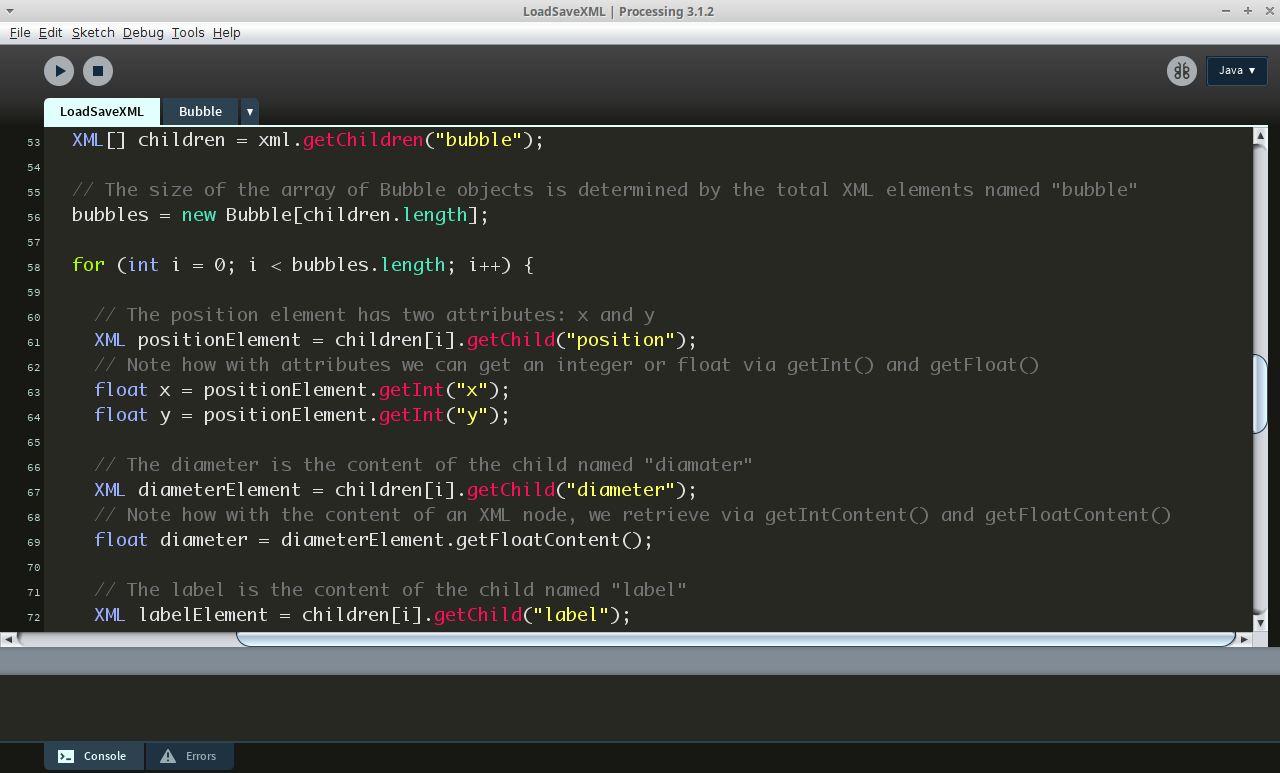 LoadSaveXML | Processing 3.1.2
File Edit Sketch Debug Tools Help
Java ▾
LoadSaveXML Bubble ▾
53 XML[] children = xml.getChildren("bubble");
54
55 // The size of the array of Bubble objects is determined by the total XML elements named "bubble"
56 bubbles = new Bubble[children.length];
57
58 for (int i = 0; i < bubbles.length; i++) {
59
60 // The position element has two attributes: x and y
61 XML positionElement = children[i].getChild("position");
62 // Note how with attributes we can get an integer or float via getInt() and getFloat()
63 float x = positionElement.getInt("x");
64 float y = positionElement.getInt("y");
65
66 // The diameter is the content of the child named "diamater"
67 XML diameterElement = children[i].getChild("diameter");
68 // Note how with the content of an XML node, we retrieve via getIntContent() and getFloatContent()
69 float diameter = diameterElement.getFloatContent();
70
71 // The label is the content of the child named "label"
72 XML labelElement = children[i].getChild("label");
Console Errors